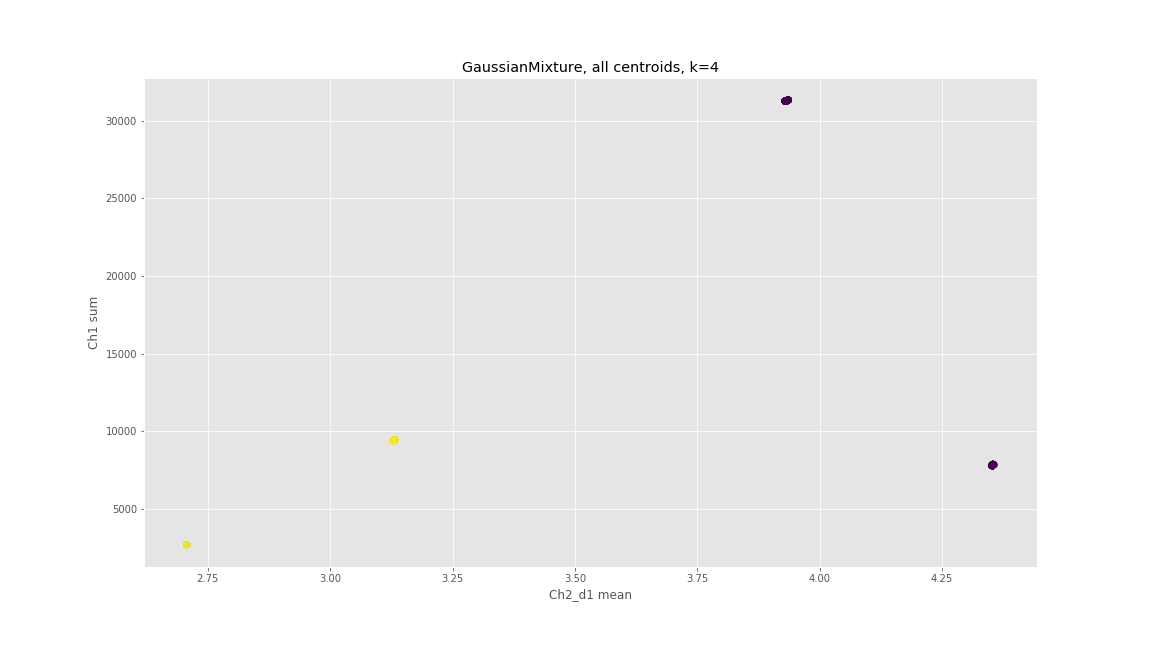 GaussianMixture, all centroids, k=4
30000
25000
20000
15000
10000
5000
Ch1 sum
2.75 3.00 3.25 3.50 3.75 4.00 4.25
Ch2_d1 mean